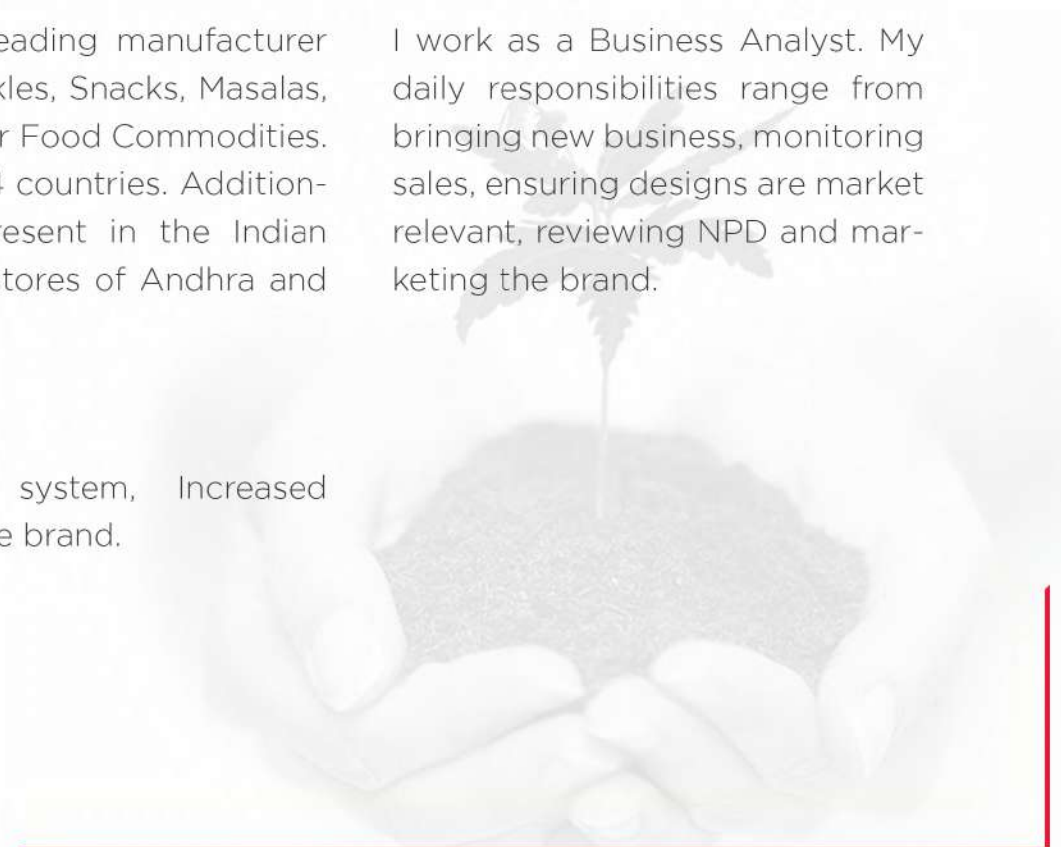 eading manufacturer
kles, Snacks, Masalas,
r Food Commodities.
4 countries. Addition-
resent in the Indian
tores of Andhra and
system, Increased
e brand.
I work as a Business Analyst. My
daily responsibilities range from
bringing new business, monitoring
sales, ensuring designs are market
relevant, reviewing NPD and mar-
keting the brand.